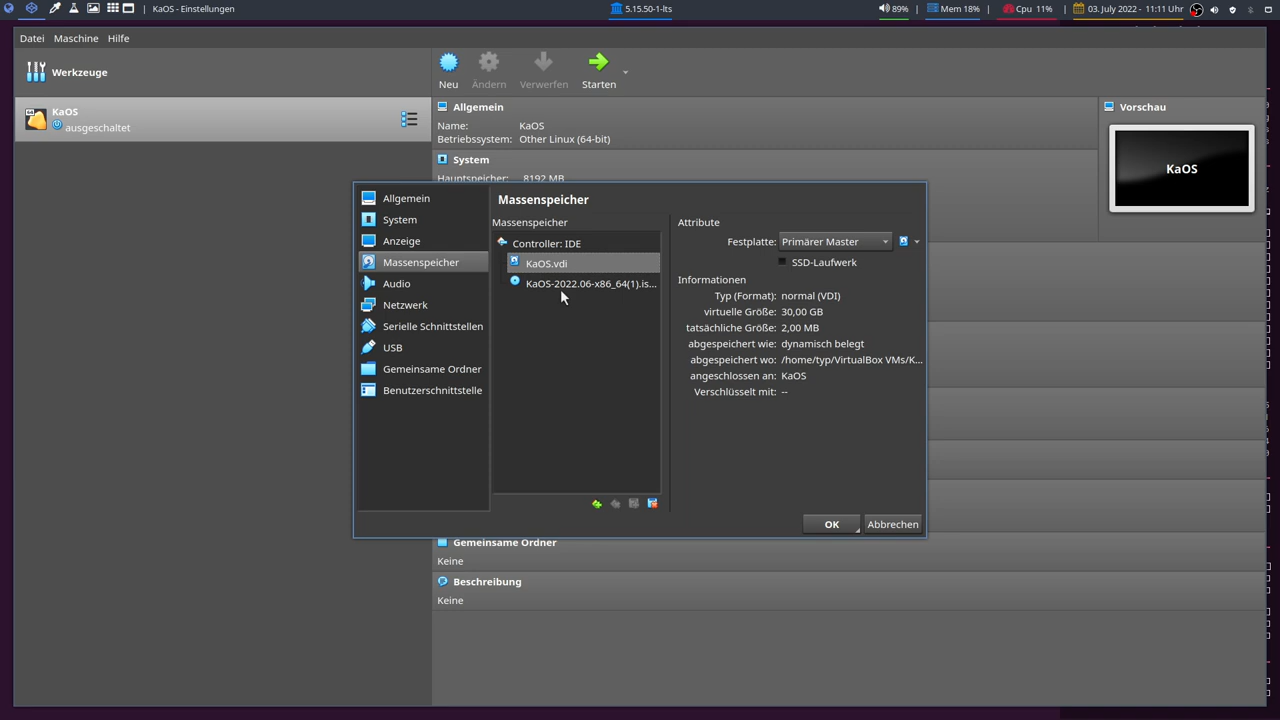 KaOS - Einstellungen
5.15.50-1-lts
89%
Mem 18%
Cpu 11%
03. July 2022 - 11:11 Uhr
Datei Maschine Hilfe
Werkzeuge
Neu Ändern Verwerfen Starten
KaOS
ausgeschaltet
Allgemein
Name: KaOS
Betriebssystem: Other Linux (64-bit)
System
Hauptspeicher: 8192 MB
Vorschau
KaOS
Allgemein
System
Anzeige
Massenspeicher
Audio
Netzwerk
Serielle Schnittstellen
USB
Gemeinsame Ordner
Benutzerschnittstelle
Massenspeicher
Massenspeicher
Controller: IDE
KaOS.vdi
KaOS-2022.06-x86_64(1).is...
Attribute
Festplatte: Primärer Master
SSD-Laufwerk
Informationen
Typ (Format): normal (VDI)
virtuelle Größe: 30,00 GB
tatsächliche Größe: 2,00 MB
abgespeichert wie: dynamisch belegt
abgespeichert wo: /home/typ/VirtualBox VMs/K...
angeschlossen an: KaOS
Verschlüsselt mit: --
OK Abbrechen
Gemeinsame Ordner
Keine
Beschreibung
Keine